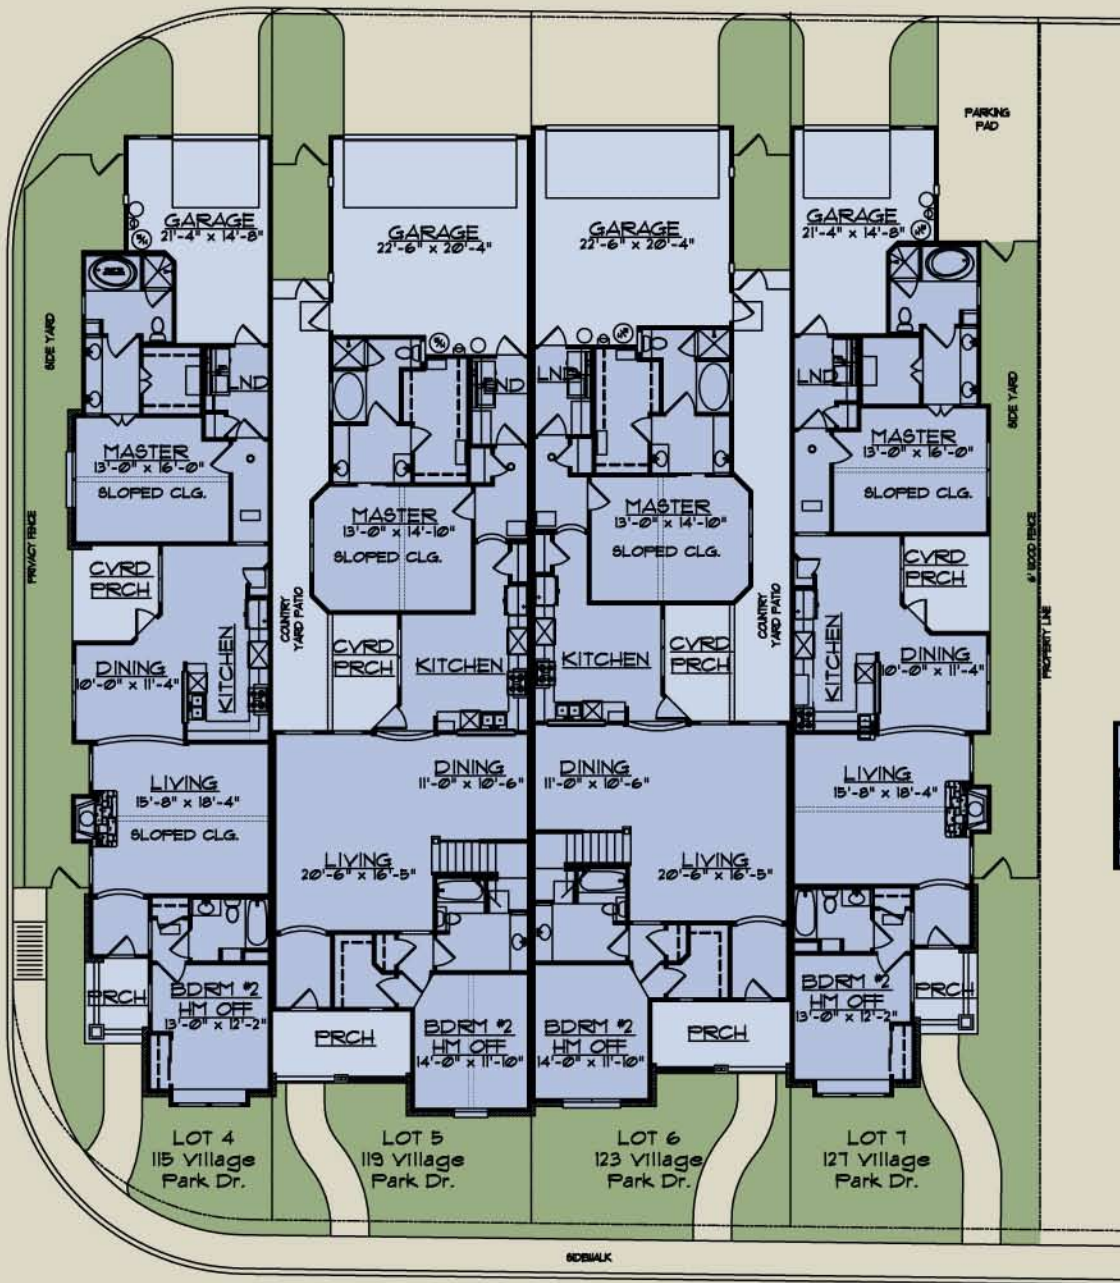 PARKING
PAD
GARAGE
21'-4" x 14'-8"
GARAGE
22'-6" x 20'-4"
GARAGE
22'-6" x 20'-4"
GARAGE
21'-4" x 14'-8"
SIDE YARD
LND
LND
LND
SIDE YARD
MASTER
13'-0" x 16'-0"
SLOPED CLG.
MASTER
13'-0" x 14'-10"
SLOPED CLG.
MASTER
13'-0" x 14'-10"
SLOPED CLG.
MASTER
13'-0" x 16'-0"
SLOPED CLG.
PRIVACY FENCE
6' WOOD FENCE
PROPERTY LINE
CVRD
PRCH
COUNTRY
YARD PATIO
CVRD
PRCH
CVRD
PRCH
COUNTRY
YARD PATIO
CVRD
PRCH
DINING
10'-0" x 11'-4"
KITCHEN
KITCHEN
KITCHEN
KITCHEN
DINING
10'-0" x 11'-4"
LIVING
15'-8" x 18'-4"
SLOPED CLG.
DINING
11'-0" x 10'-6"
DINING
11'-0" x 10'-6"
LIVING
15'-8" x 18'-4"
LIVING
20'-6" x 16'-5"
LIVING
20'-6" x 16'-5"
PRCH
BDRM #2
HM OFF
13'-0" x 12'-2"
PRCH
BDRM #2
HM OFF
14'-0" x 11'-10"
BDRM #2
HM OFF
14'-0" x 11'-10"
PRCH
BDRM #2
HM OFF
13'-0" x 12'-2"
PRCH
LOT 4
115 Village
Park Dr.
LOT 5
119 Village
Park Dr.
LOT 6
123 Village
Park Dr.
LOT 7
127 Village
Park Dr.
SIDEWALK